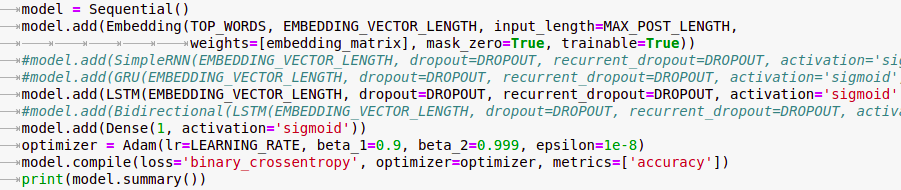 model = Sequential()
model.add(Embedding(TOP_WORDS, EMBEDDING_VECTOR_LENGTH, input_length=MAX_POST_LENGTH,
weights=[embedding_matrix], mask_zero=True, trainable=True))
#model.add(SimpleRNN(EMBEDDING_VECTOR_LENGTH, dropout=DROPOUT, recurrent_dropout=DROPOUT, activation='sig
#model.add(GRU(EMBEDDING_VECTOR_LENGTH, dropout=DROPOUT, recurrent_dropout=DROPOUT, activation='sigmoid'
model.add(LSTM(EMBEDDING_VECTOR_LENGTH, dropout=DROPOUT, recurrent_dropout=DROPOUT, activation='sigmoid'
#model.add(Bidirectional(LSTM(EMBEDDING_VECTOR_LENGTH, dropout=DROPOUT, recurrent_dropout=DROPOUT, activa
model.add(Dense(1, activation='sigmoid'))
optimizer = Adam(lr=LEARNING_RATE, beta_1=0.9, beta_2=0.999, epsilon=1e-8)
model.compile(loss='binary_crossentropy', optimizer=optimizer, metrics=['accuracy'])
print(model.summary())